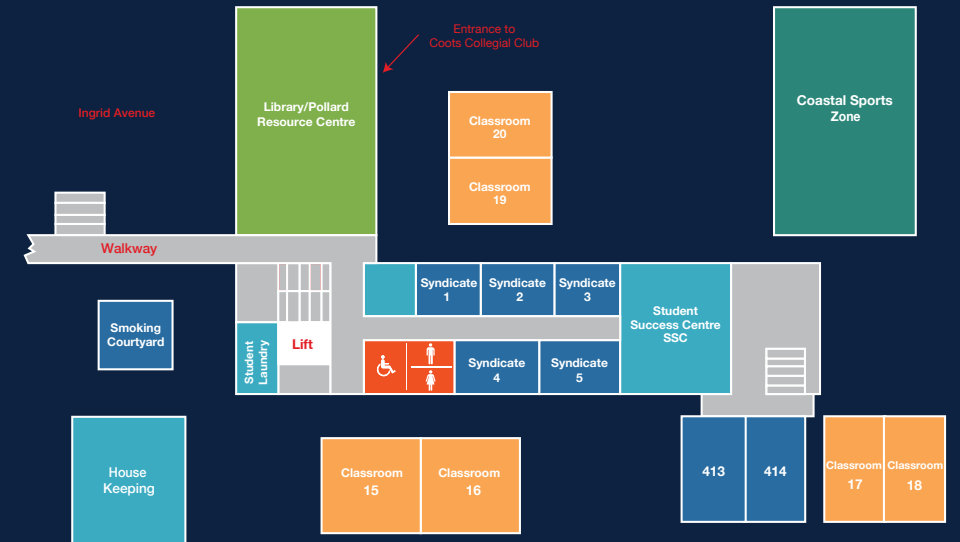 Entrance to
Coots Collegial Club
Ingrid Avenue
Library/Pollard
Resource Centre
Coastal Sports
Zone
Classroom
20
Classroom
19
Walkway
Syndicate
1
Syndicate
2
Syndicate
3
Student
Success Centre
SSC
Smoking
Courtyard
Student
Laundry
Lift
Syndicate
4
Syndicate
5
House
Keeping
Classroom
15
Classroom
16
413
414
Classroom
17
Classroom
18